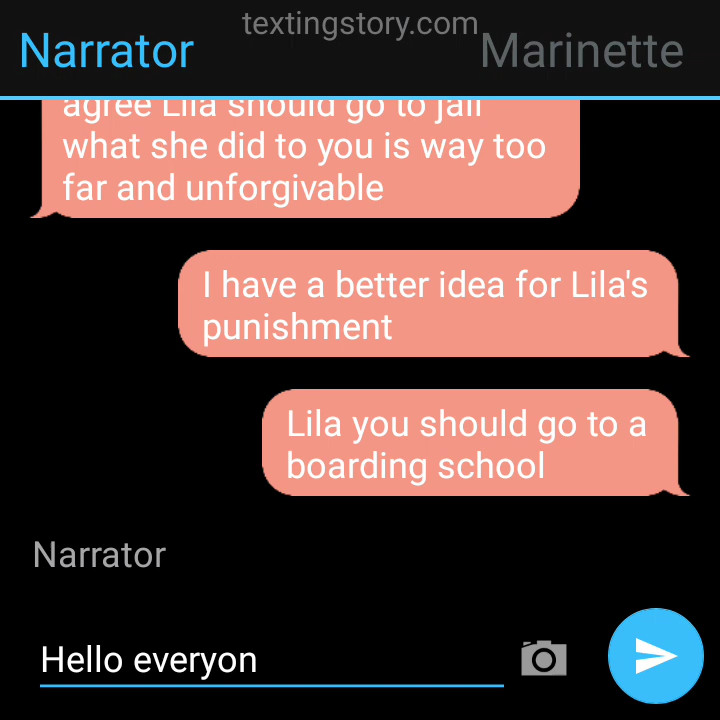 textingstory.com
Narrator Marinette
agree Lila should go to jail
what she did to you is way too
far and unforgivable
I have a better idea for Lila's
punishment
Lila you should go to a
boarding school
Narrator
Hello everyon